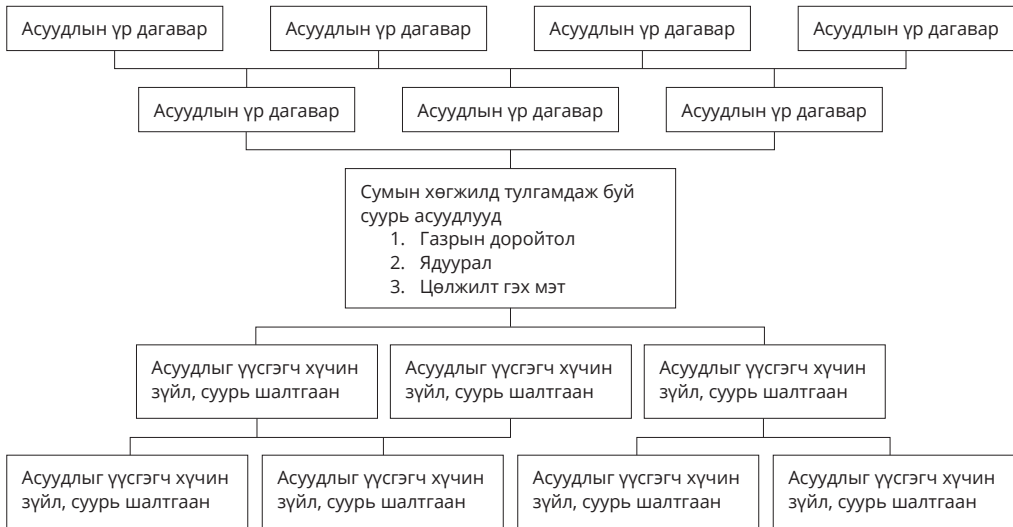 Асуудлын үр дагавар
Асуудлын үр дагавар
Асуудлын үр дагавар
Асуудлын үр дагавар
Асуудлын үр дагавар
Асуудлын үр дагавар
Асуудлын үр дагавар
Сумын хөгжилд тулгамдаж буй
суурь асуудлууд
1. Газрын доройтол
2. Ядуурал
3. Цөлжилт гэх мэт
Асуудлыг үүсгэгч хүчин
зүйл, суурь шалтгаан
Асуудлыг үүсгэгч хүчин
зүйл, суурь шалтгаан
Асуудлыг үүсгэгч хүчин
зүйл, суурь шалтгаан
Асуудлыг үүсгэгч хүчин
зүйл, суурь шалтгаан
Асуудлыг үүсгэгч хүчин
зүйл, суурь шалтгаан
Асуудлыг үүсгэгч хүчин
зүйл, суурь шалтгаан
Асуудлыг үүсгэгч хүчин
зүйл, суурь шалтгаан